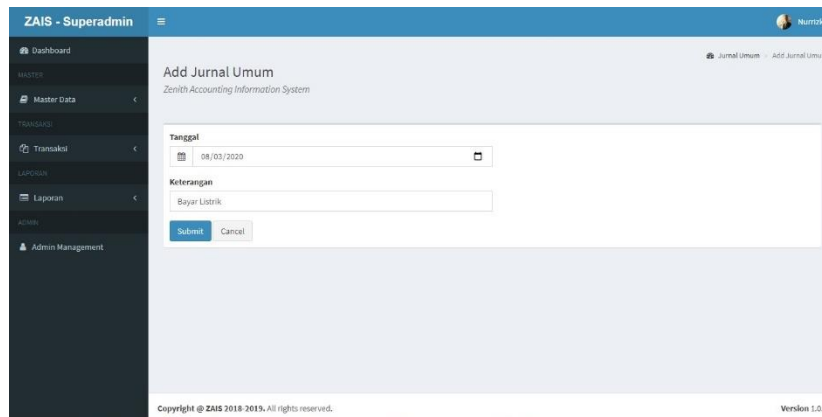 ZAIS - Superadmin
Dashboard
MASTER
Master Data
TRANSAKSI
Transaksi
LAPORAN
Laporan
ADMIN
Admin Management
Nurrizk
Jurnal Umum > Add Jurnal Umu
Add Jurnal Umum
Zenith Accounting Information System
Tanggal
08/03/2020
Keterangan
Bayar Listrik
Submit Cancel
Copyright @ ZAIS 2018-2019. All rights reserved.
Version 1.0.